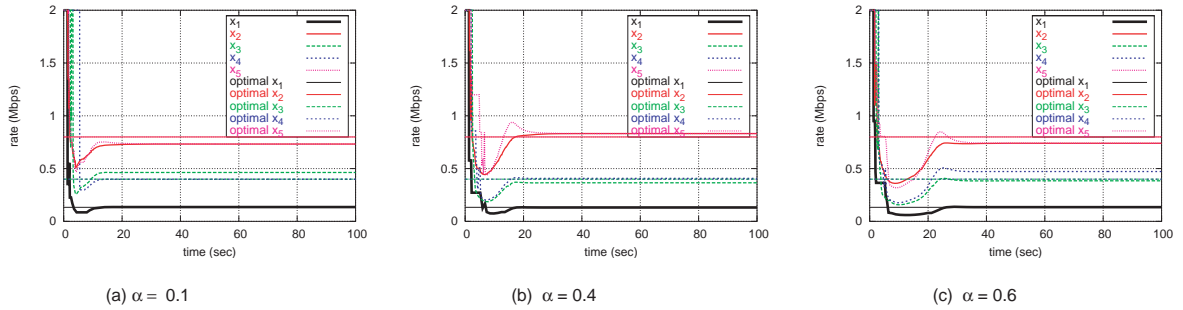 2
1.5
1
0.5
0
rate (Mbps)
x1
x2
x3
x4
x5
optimal x1
optimal x2
optimal x3
optimal x4
optimal x5
0 20 40 60 80 100
time (sec)
(a) α = 0.1
2
1.5
1
0.5
0
rate (Mbps)
x1
x2
x3
x4
x5
optimal x1
optimal x2
optimal x3
optimal x4
optimal x5
0 20 40 60 80 100
time (sec)
(b) α = 0.4
2
1.5
1
0.5
0
rate (Mbps)
x1
x2
x3
x4
x5
optimal x1
optimal x2
optimal x3
optimal x4
optimal x5
0 20 40 60 80 100
time (sec)
(c) α = 0.6